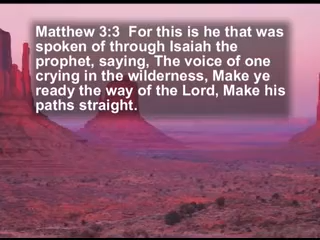 Matthew 3:3  For this is he that was
spoken of through Isaiah the
prophet, saying, The voice of one
crying in the wilderness, Make ye
ready the way of the Lord, Make his
paths straight.